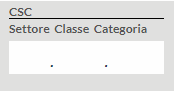 CSC
Settore Classe Categoria
. .